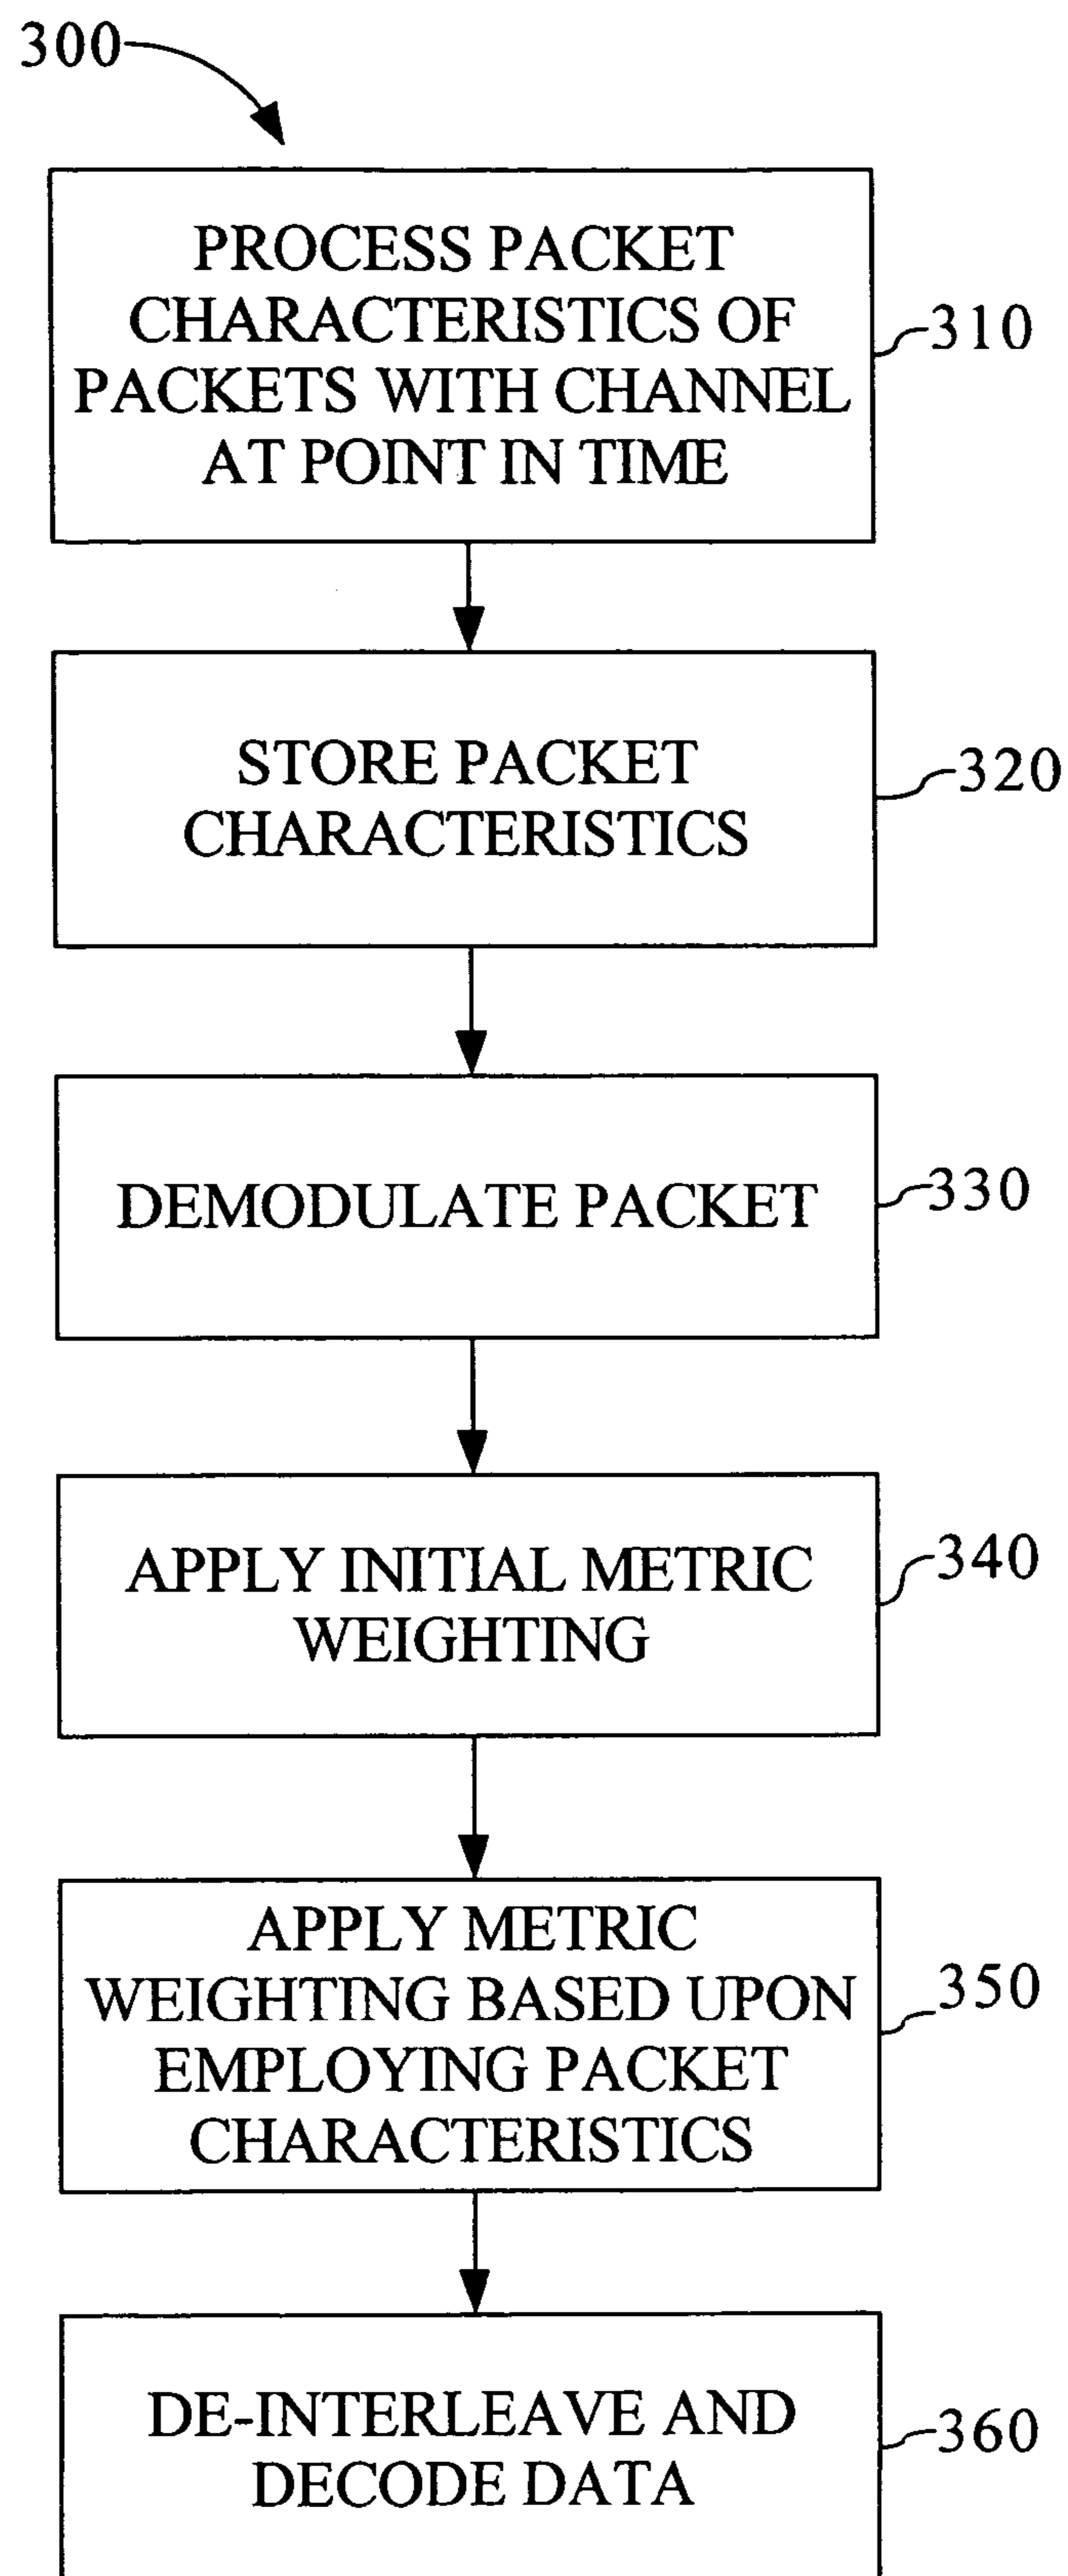 300
PROCESS PACKET
CHARACTERISTICS OF
PACKETS WITH CHANNEL
AT POINT IN TIME
310
STORE PACKET
CHARACTERISTICS
320
DEMODULATE PACKET
330
APPLY INITIAL METRIC
WEIGHTING
340
APPLY METRIC
WEIGHTING BASED UPON
EMPLOYING PACKET
CHARACTERISTICS
350
DE-INTERLEAVE AND
DECODE DATA
360